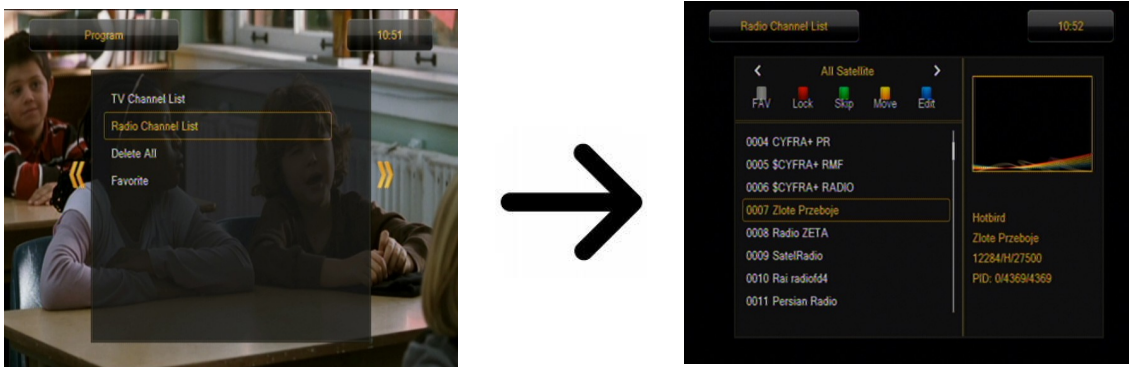 Program
10:51
TV Channel List
Radio Channel List
Delete All
Favorite
Radio Channel List
10:52
All Satellite
FAV Lock Skip Move Edit
0004 CYFRA+ PR
0005 $CYFRA+ RMF
0006 $CYFRA+ RADIO
0007 Zlote Przeboje
0008 Radio ZETA
0009 SatelRadio
0010 Rai radiofd4
0011 Persian Radio
Hotbird
Zlote Przeboje
12284/H/27500
PID: 0/4369/4369